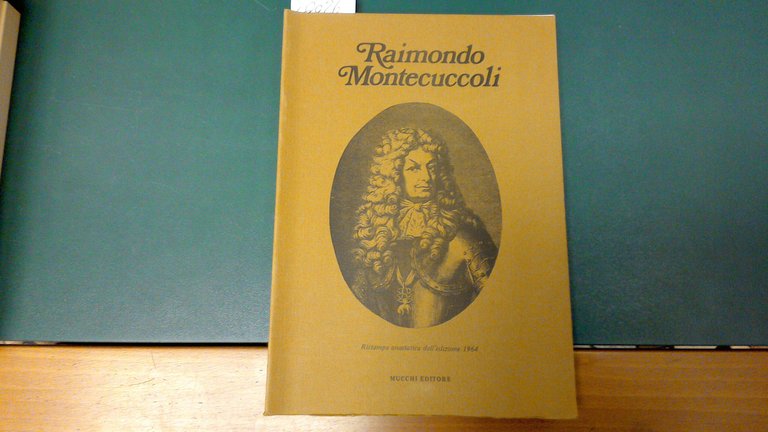 Raimondo
Montecuccoli
Ristampa anastatica dell'edizione 1964
MUCCHI EDITORE